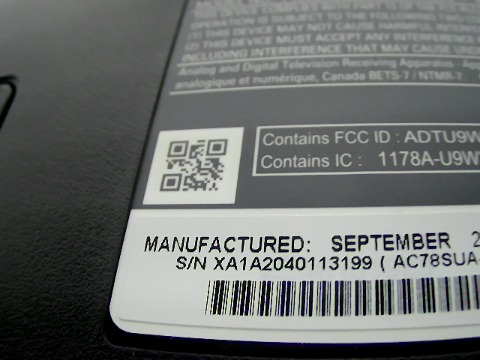 OPERATION IS SUBJECT TO THE FOLLOWING TWO
(1) THIS DEVICE MAY NOT CAUSE HARMFUL
(2) THIS DEVICE MUST ACCEPT ANY INTERFERENCE
INCLUDING INTERFERENCE THAT MAY CAUSE
Analog and Digital Television Receiving Apparatus
analogique et numérique, Canada BETS-7 / NTMR-7.
Contains FCC ID : ADTU9W
Contains IC : 1178A-U9W
MANUFACTURED: SEPTEMBER 2
S/N XA1A2040113199 ( AC78SUA